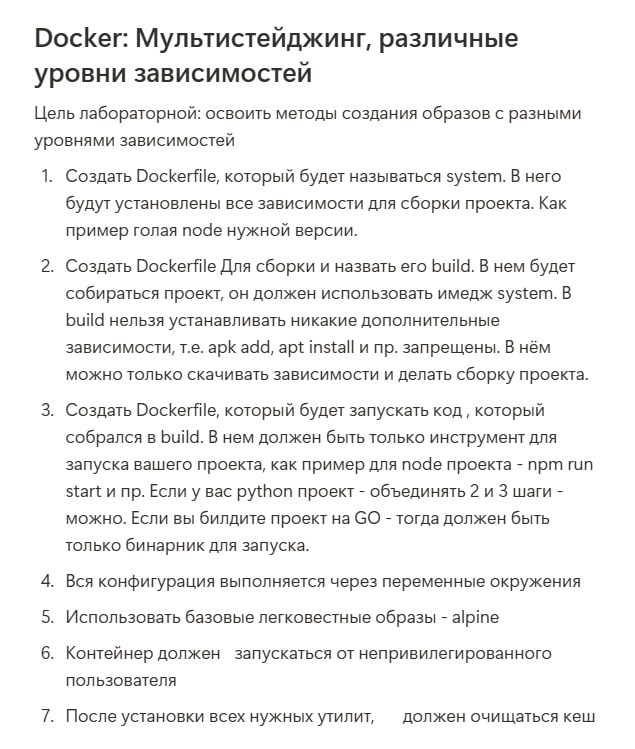 Docker: Мультистейджинг, различные
уровни зависимостей
Цель лабораторной: освоить методы создания образов с разными
уровнями зависимостей
1. Создать Dockerfile, который будет называться system. В него
будут установлены все зависимости для сборки проекта. Как
пример голая node нужной версии.
2. Создать Dockerfile Для сборки и назвать его build. В нем будет
собираться проект, он должен использовать имедж system. В
build нельзя устанавливать никакие дополнительные
зависимости, т.е. apk add, apt install и пр. запрещены. В нём
можно только скачивать зависимости и делать сборку проекта.
3. Создать Dockerfile, который будет запускать код , который
собрался в build. В нем должен быть только инструмент для
запуска вашего проекта, как пример для node проекта - npm run
start и пр. Если у вас python проект - объединять 2 и 3 шаги -
можно. Если вы билдите проект на GO - тогда должен быть
только бинарник для запуска.
4. Вся конфигурация выполняется через переменные окружения
5. Использовать базовые легковестные образы - alpine
6. Контейнер должен запускаться от непривилегированного
пользователя
7. После установки всех нужных утилит, должен очищаться кеш